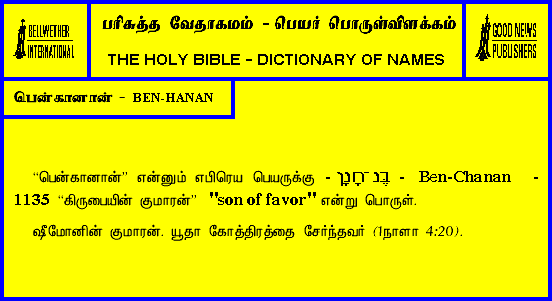 BELLWETHER
INTERNATIONAL
பரிசுத்த வேதாகமம் - பெயர் பொருள்விளக்கம்
THE HOLY BIBLE - DICTIONARY OF NAMES
GOOD NEWS
PUBLISHERS
பென்கானான் - BEN-HANAN
“பென்கானான்” என்னும் எபிரெய பெயருக்கு - בֶּנ־חָנָן - Ben-Chanan -
1135 “கிருபையின் குமாரன்” "son of favor" என்று பொருள்.
ஷீமோனின் குமாரன். யூதா கோத்திரத்தை சேர்ந்தவர் (1நாளா 4:20).